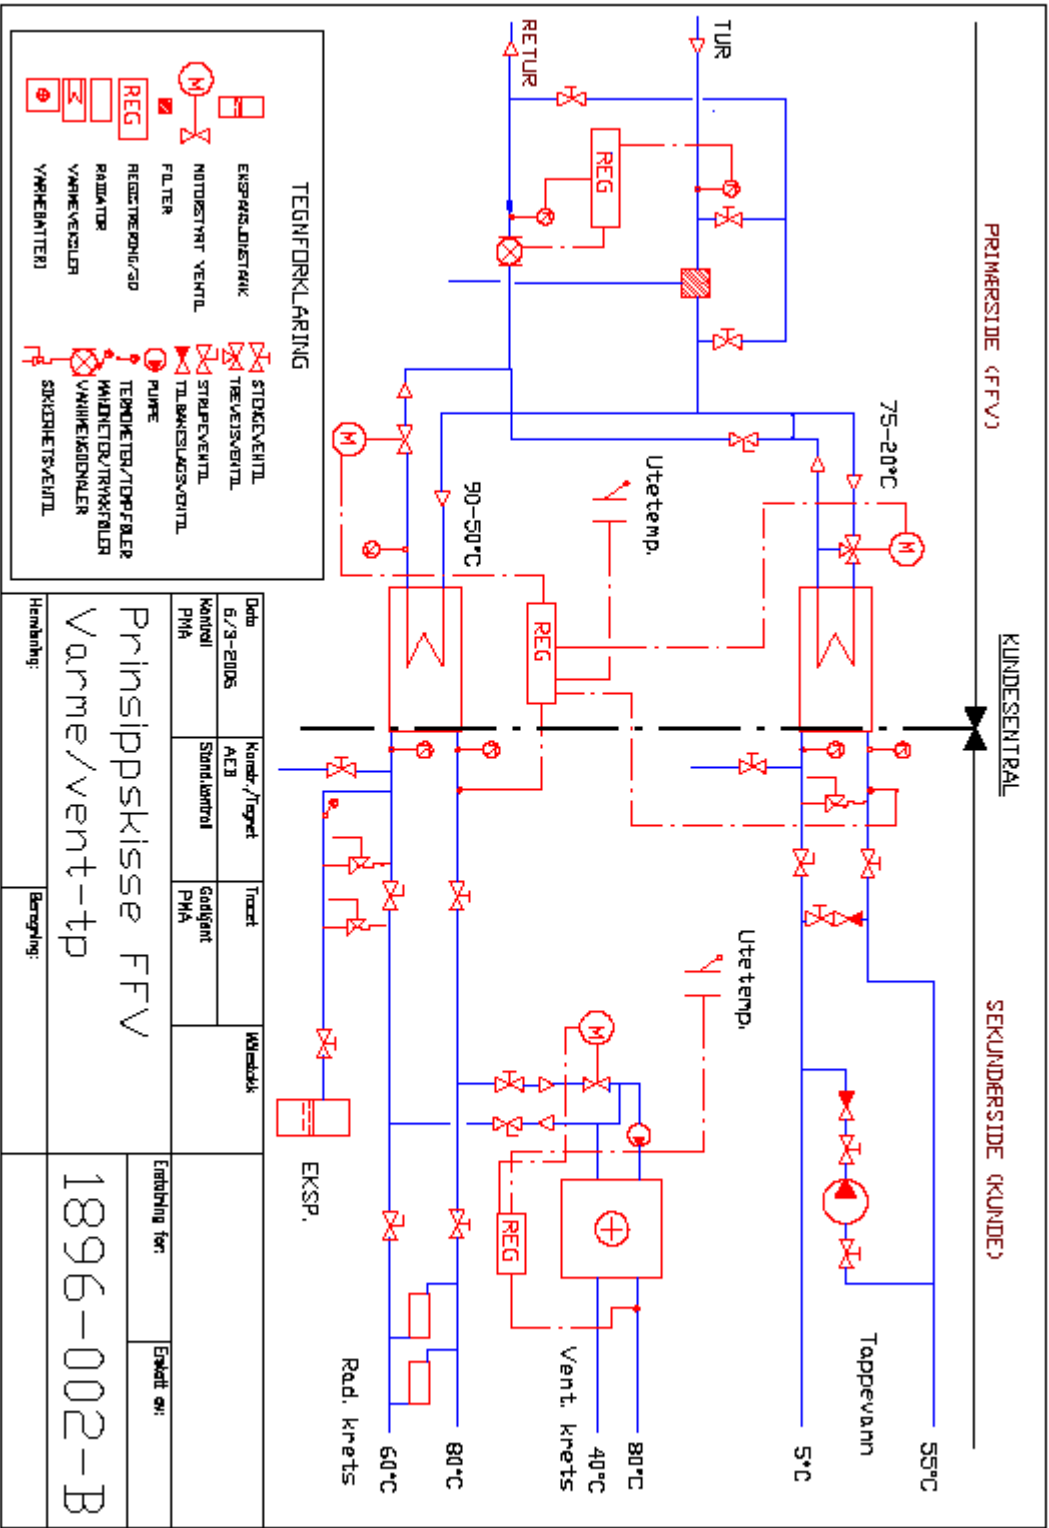 PRIMÆRSIDE (FFV)
KUNDESENTRAL
SEKUNDÆRSIDE (KUNDE)
TUR
RETUR
REG
75-20°C
M
Utetemp.
90-50°C
M
REG
55°C
Tappevann
5°C
Utetemp.
M
REG
80°C
40°C
Vent. krets
80°C
60°C
Rad. krets
EKSP.
TEGNFORKLARING
EKSPANSJONSTANK
M
MOTORSTYRT VENTIL
FILTER
REG
REGISTRERING/SD
RADIATOR
VARMEVEKSLER
VARMEBATTERI
STENGEVENTIL
TREVEISVENTIL
STRUPEVENTIL
TILBAKESLAGSVENTIL
PUMPE
TERMOMETER/TEMP.FØLER
MANOMETER/TRYKKFØLER
VANNMENGDEMÅLER
SIKKERHETSVENTIL
Dato
6/3-2006
Konstr./Tegnet
ACB
Tracet
Målestokk
Kontroll
PMA
Stand.kontroll
Godkjent
PMA
Erstatning for:
Erstatt av:
Prinsippskisse FFV
Varme/vent-tp
1896-002-B
Henvisning:
Beregning: